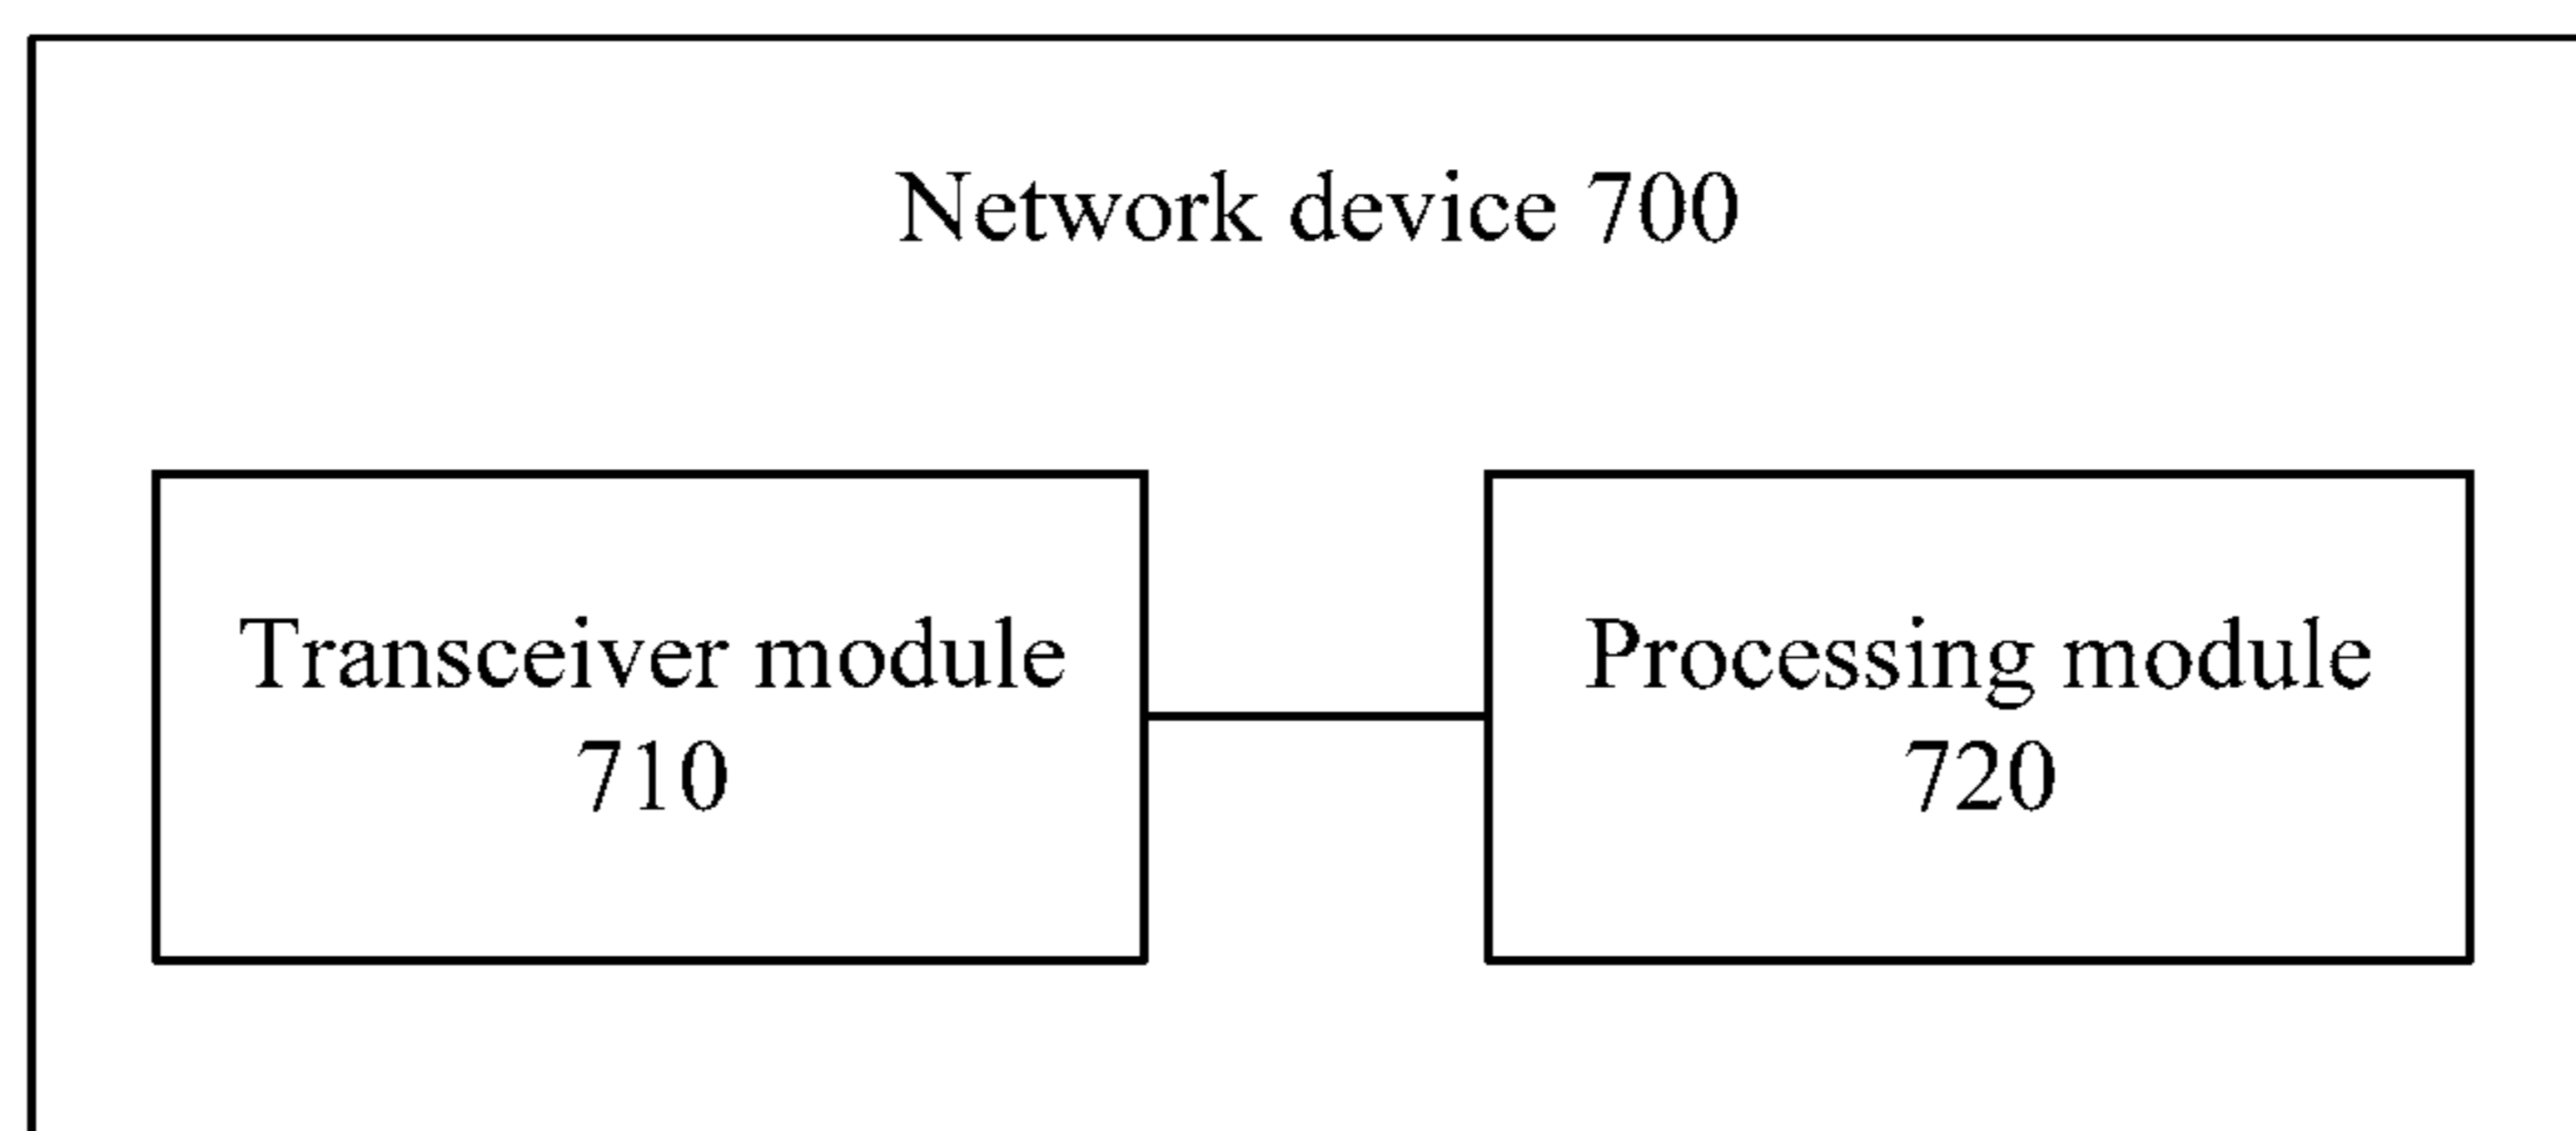 Network device 700
Transceiver module
710
Processing module
720